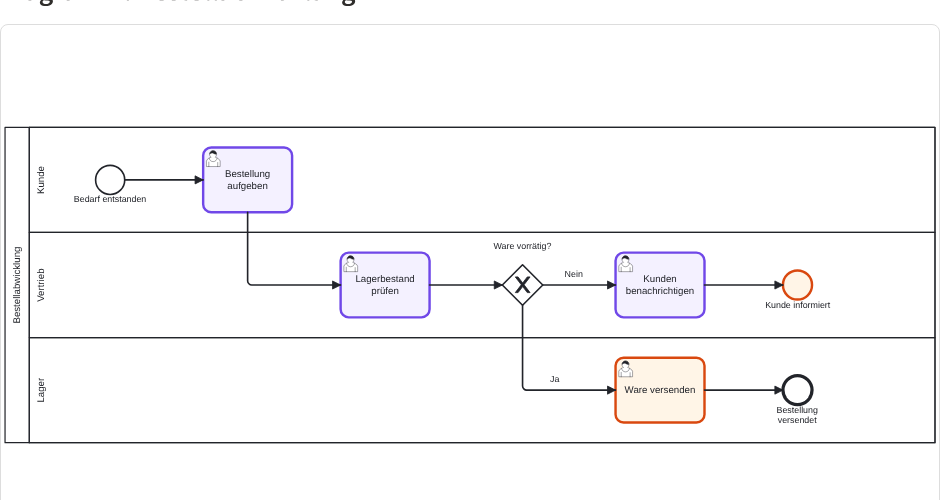 Bestellabwicklung
Kunde
Bedarf entstanden
Bestellung
aufgeben
Vertrieb
Lagerbestand
prüfen
Ware vorrätig?
Nein
Kunden
benachrichtigen
Kunde informiert
Lager
Ja
Ware versenden
Bestellung
versendet